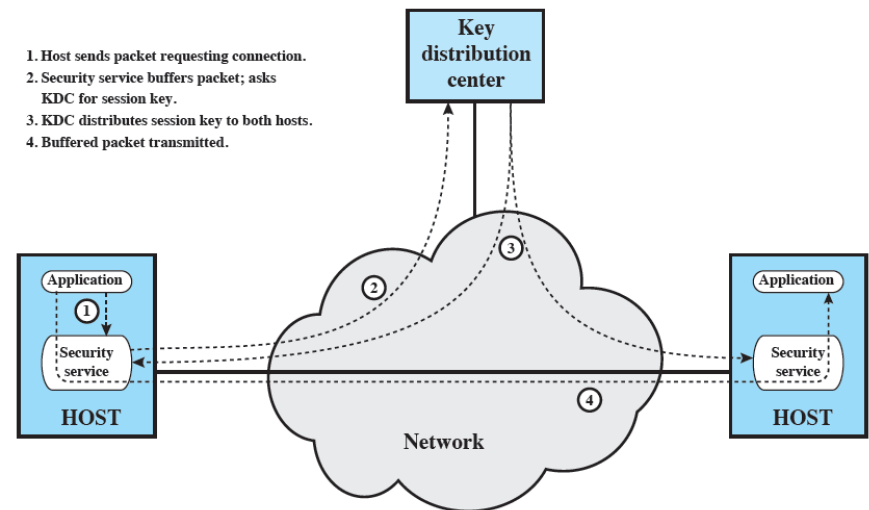 1. Host sends packet requesting connection.
2. Security service buffers packet; asks
KDC for session key.
3. KDC distributes session key to both hosts.
4. Buffered packet transmitted.
Key
distribution
center
3
2
Application
1
Security
service
HOST
Application
Security
service
HOST
4
Network